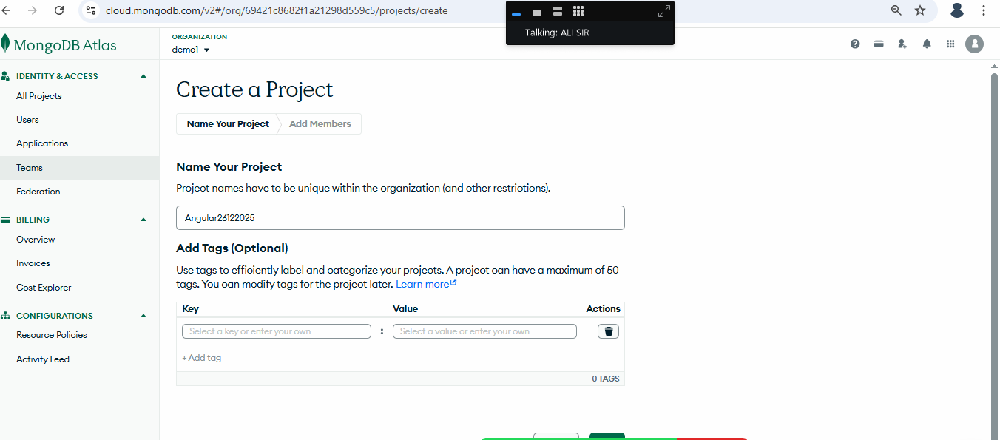 cloud.mongodb.com/v2#/org/69421c8682f1a21298d559c5/projects/create
Talking: ALI SIR
MongoDB Atlas
ORGANIZATION
demo1
IDENTITY & ACCESS
All Projects
Users
Applications
Teams
Federation
BILLING
Overview
Invoices
Cost Explorer
CONFIGURATIONS
Resource Policies
Activity Feed
Create a Project
Name Your Project
Add Members
Name Your Project
Project names have to be unique within the organization (and other restrictions).
Angular26122025
Add Tags (Optional)
Use tags to efficiently label and categorize your projects. A project can have a maximum of 50
tags. You can modify tags for the project later. Learn more
Key Value Actions
Select a key or enter your own : Select a value or enter your own
+ Add tag
0 TAGS